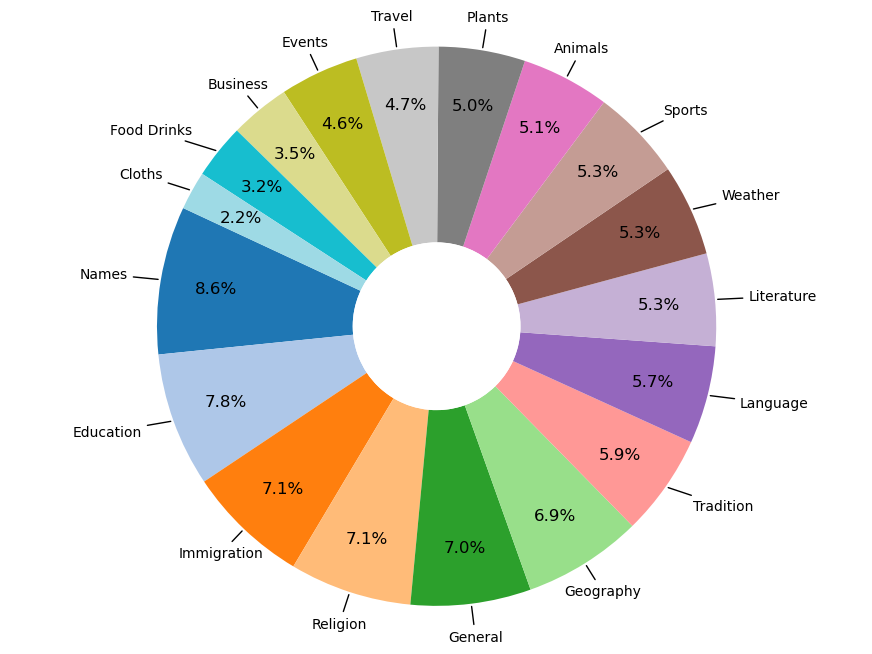 Travel
Plants
Events
Animals
Business
Sports
Food Drinks
Cloths
Weather
Names
Literature
Education
Language
Immigration
Tradition
Religion
Geography
General
4.7%
5.0%
4.6%
5.1%
3.5%
5.3%
3.2%
2.2%
5.3%
8.6%
5.3%
7.8%
5.7%
7.1%
5.9%
7.1%
6.9%
7.0%